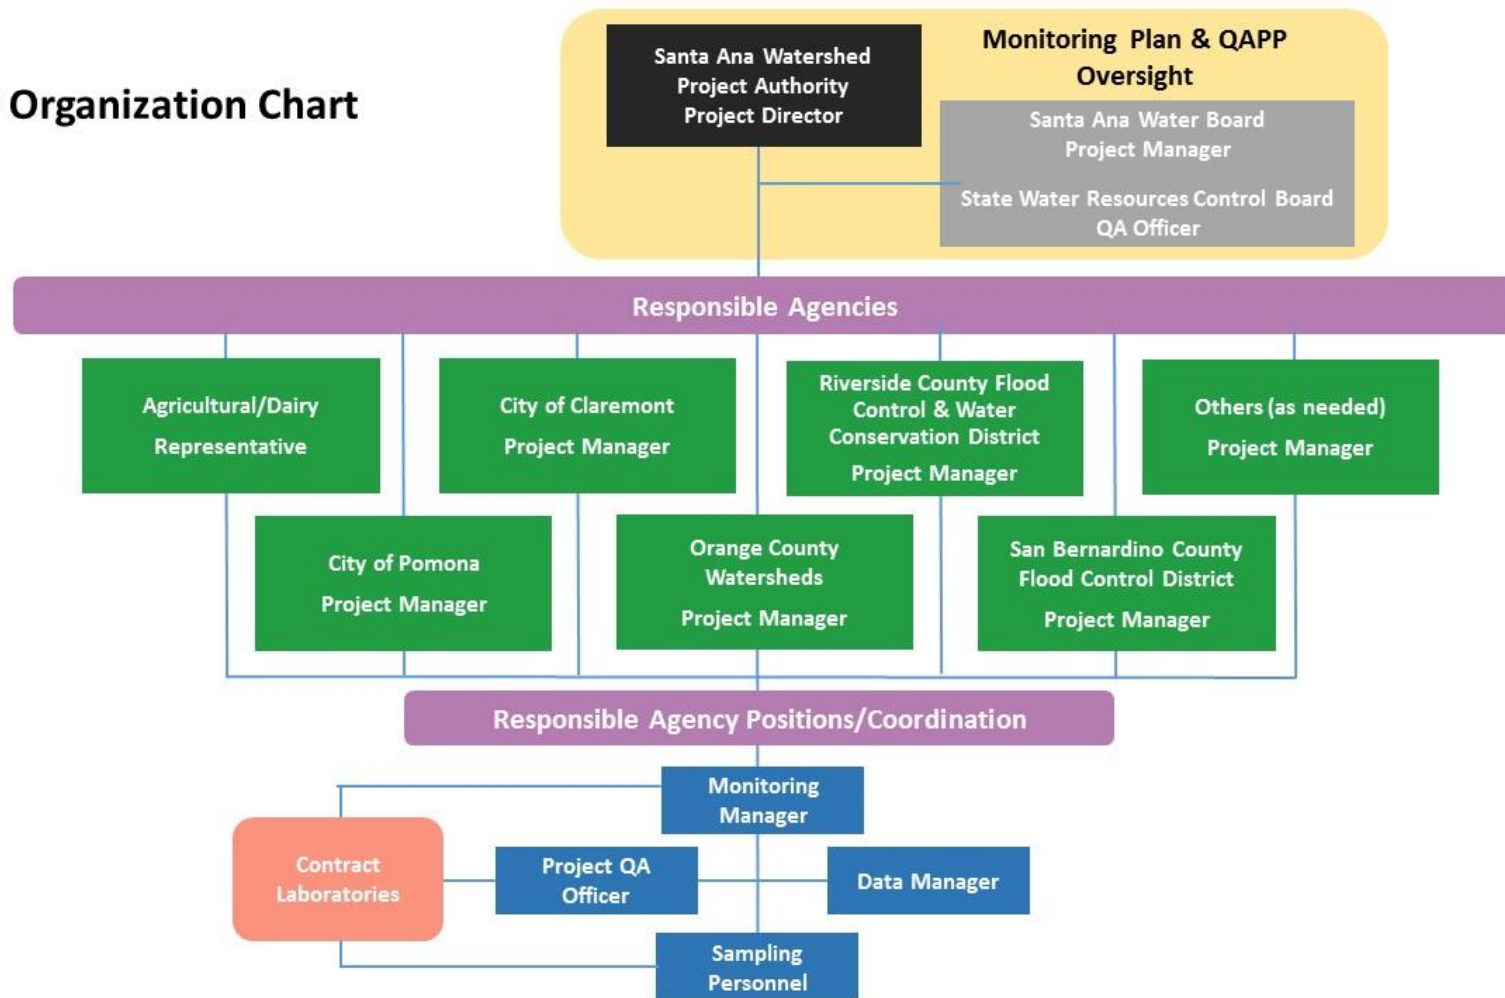 Organization Chart
Santa Ana Watershed
Project Authority
Project Director
Monitoring Plan & QAPP
Oversight
Santa Ana Water Board
Project Manager
State Water Resources Control Board
QA Officer
Responsible Agencies
Agricultural/Dairy
Representative
City of Claremont
Project Manager
Riverside County Flood
Control & Water
Conservation District
Project Manager
Others (as needed)
Project Manager
City of Pomona
Project Manager
Orange County
Watersheds
Project Manager
San Bernardino County
Flood Control District
Project Manager
Responsible Agency Positions/Coordination
Monitoring
Manager
Contract
Laboratories
Project QA
Officer
Data Manager
Sampling
Personnel